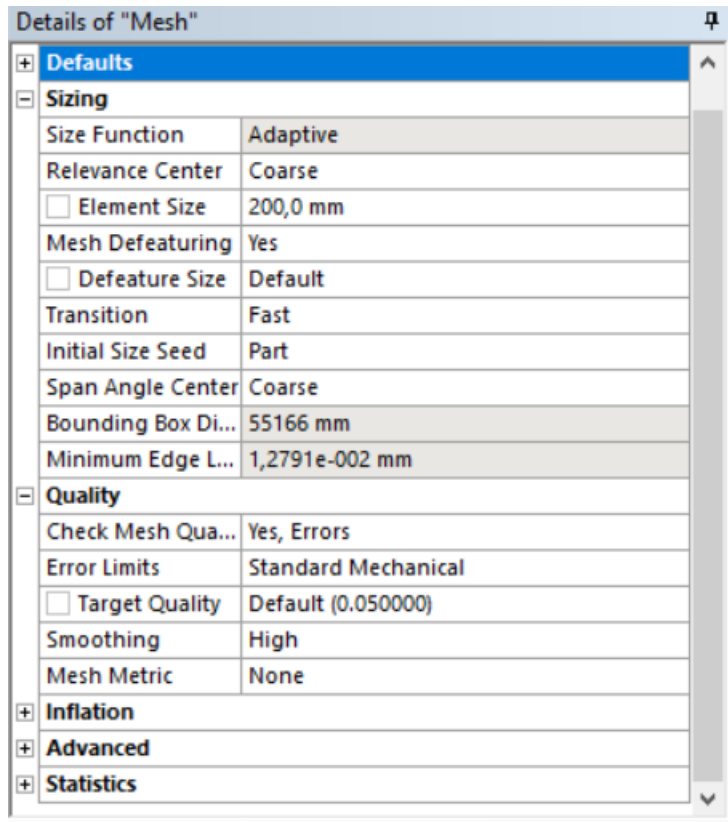 Details of "Mesh"
Defaults
Sizing
Size Function Adaptive
Relevance Center Coarse
Element Size 200,0 mm
Mesh Defeaturing Yes
Defeature Size Default
Transition Fast
Initial Size Seed Part
Span Angle Center Coarse
Bounding Box Di... 55166 mm
Minimum Edge L... 1,2791e-002 mm
Quality
Check Mesh Qua... Yes, Errors
Error Limits Standard Mechanical
Target Quality Default (0.050000)
Smoothing High
Mesh Metric None
Inflation
Advanced
Statistics